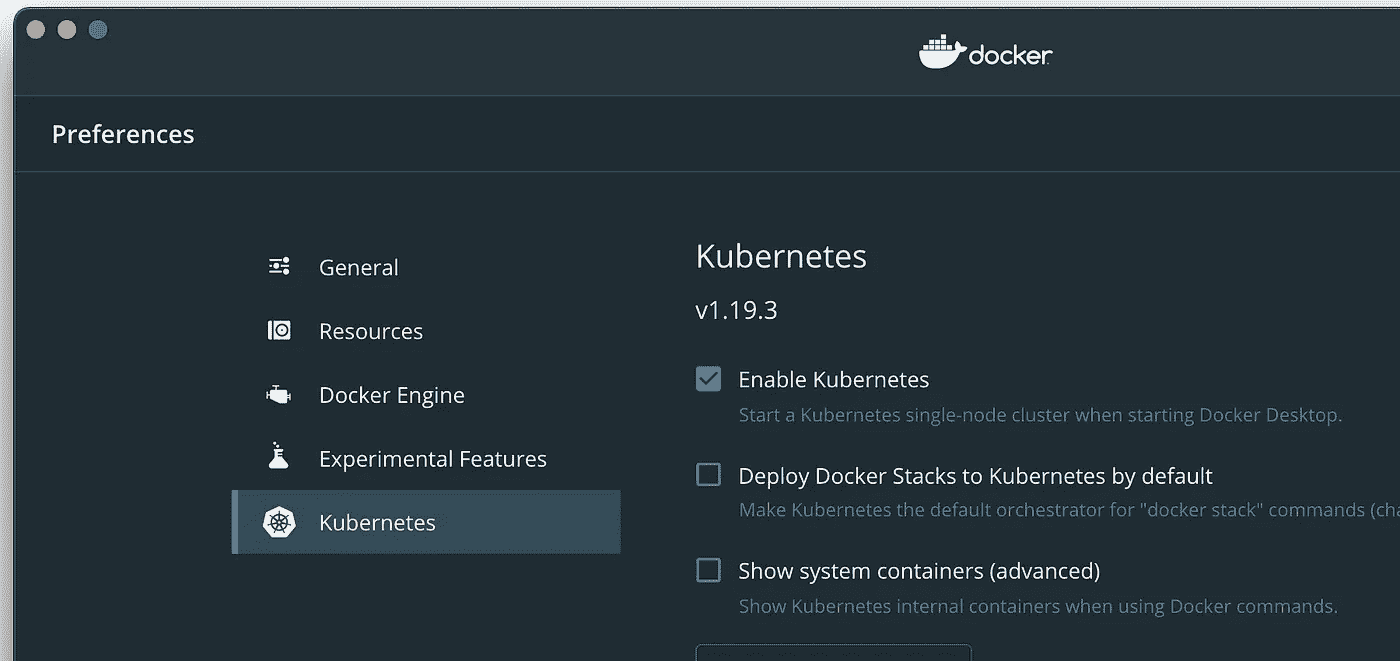 docker
Preferences
General
Resources
Docker Engine
Experimental Features
Kubernetes
Kubernetes
v1.19.3
Enable Kubernetes
Start a Kubernetes single-node cluster when starting Docker Desktop.
Deploy Docker Stacks to Kubernetes by default
Make Kubernetes the default orchestrator for "docker stack" commands
Show system containers (advanced)
Show Kubernetes internal containers when using Docker commands.